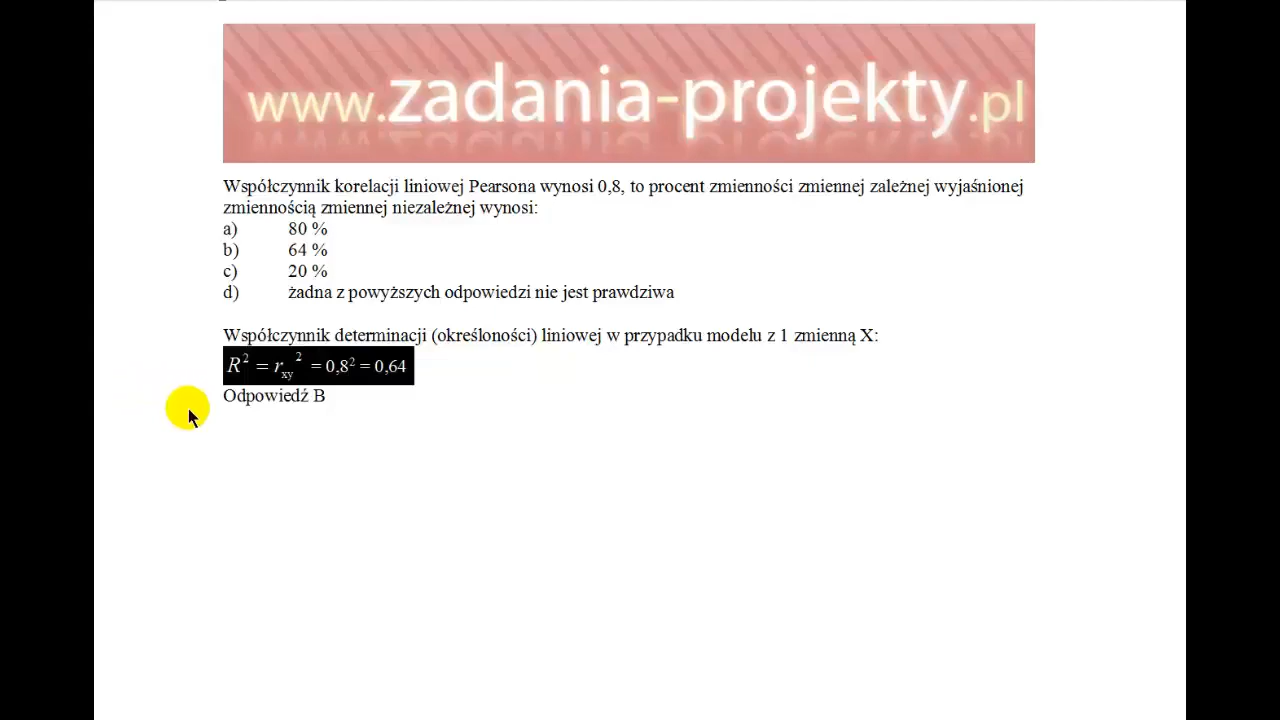 www.zadania-projekty.pl
Współczynnik korelacji liniowej Pearsona wynosi 0,8, to procent zmienności zmiennej zależnej wyjaśnionej
zmiennością zmiennej niezależnej wynosi:
a) 80 %
b) 64 %
c) 20 %
d) żadna z powyższych odpowiedzi nie jest prawdziwa
Współczynnik determinacji (określoności) liniowej w przypadku modelu z 1 zmienną X:
R² = r_xy² = 0,8² = 0,64
Odpowiedź B